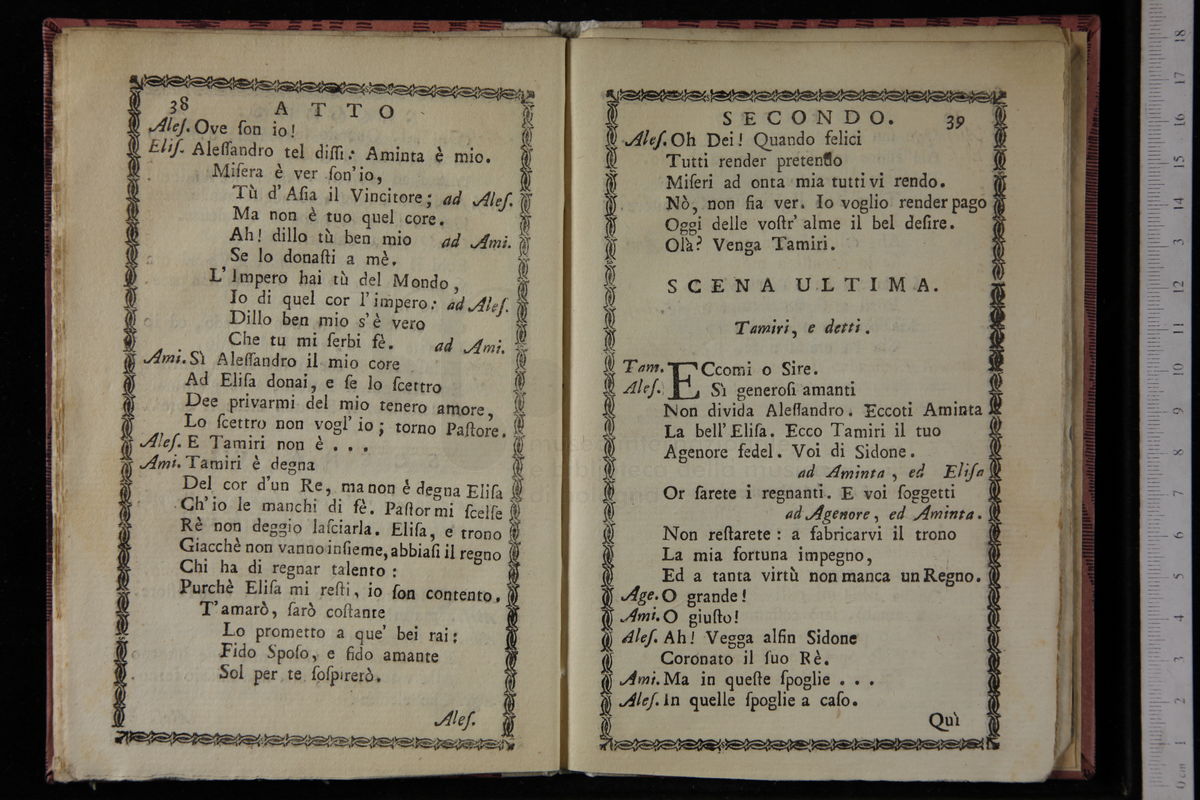 38 ATTO
Aleſ. Ove ſon io!
Eliſ. Aleſſandro tel diſſi: Aminta è mio.
Miſera è ver ſon'io,
Tù d'Aſia il Vincitore; ad Aleſ.
Ma non è tuo quel core.
Ah! dillo tù ben mio ad Ami.
Se lo donaſti a mè.
L'Impero hai tù del Mondo,
Io di quel cor l'impero: ad Aleſ.
Dillo ben mio s'è vero
Che tu mi ſerbi fè. ad Ami.
Ami. Sì Aleſſandro il mio core
Ad Eliſa donai, e ſe lo ſcettro
Dee privarmi del mio tenero amore,
Lo ſcettro non vogl'io; torno Paſtore.
Aleſ. E Tamiri non è . . .
Ami. Tamiri è degna
Del cor d'un Re, ma non è degna Eliſa
Ch'io le manchi di fè. Paſtor mi ſcelſe
Rè non deggio laſciarla. Eliſa, e trono
Giacchè non vanno inſieme, abbiaſi il regno
Chi ha di regnar talento:
Purchè Eliſa mi reſti, io ſon contento.
T'amarò, ſarò coſtante
Lo prometto a que' bei rai:
Fido Spoſo, e fido amante
Sol per te ſoſpirerò.
Aleſ.
SECONDO. 39
Aleſ. Oh Dei! Quando felici
Tutti render pretendo
Miſeri ad onta mia tutti vi rendo.
Nò, non ſia ver. Io voglio render pago
Oggi delle voſtr'alme il bel deſire.
Olà? Venga Tamiri.
SCENA ULTIMA.
Tamiri, e detti.
Tam. ECcomi o Sire.
Aleſ. Sì generoſi amanti
Non divida Aleſſandro. Eccoti Aminta
La bell'Eliſa. Ecco Tamiri il tuo
Agenore fedel. Voi di Sidone.
ad Aminta, ed Eliſa
Or ſarete i regnanti. E voi ſoggetti
ad Agenore, ed Aminta.
Non reſtarete: a fabricarvi il trono
La mia fortuna impegno,
Ed a tanta virtù non manca un Regno.
Age. O grande!
Ami. O giuſto!
Aleſ. Ah! Vegga alfin Sidone
Coronato il ſuo Rè.
Ami. Ma in queſte ſpoglie . . .
Aleſ. In quelle ſpoglie a caſo.
Quì